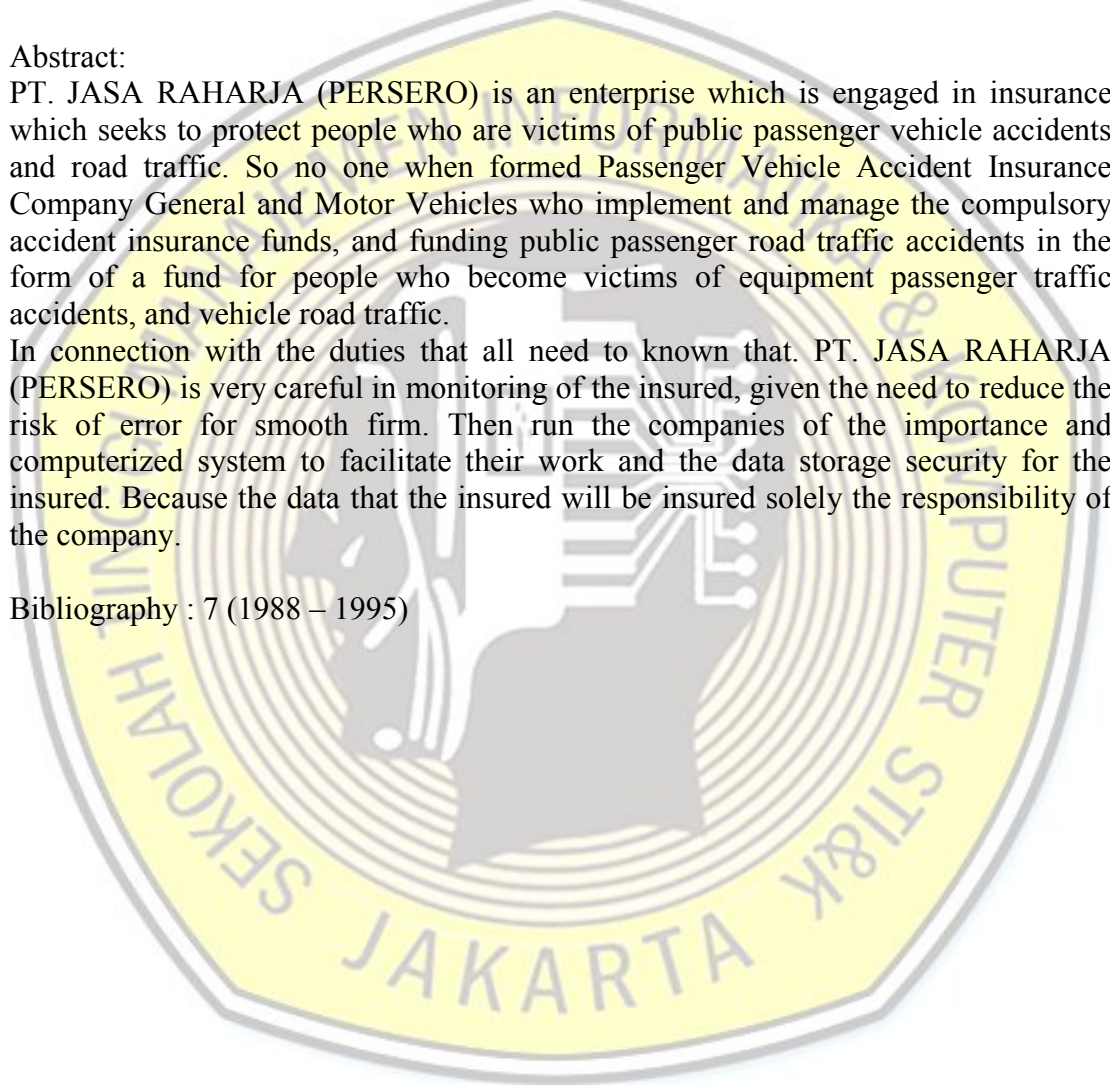 Abstract:
PT. JASA RAHARJA (PERSERO) is an enterprise which is engaged in insurance
which seeks to protect people who are victims of public passenger vehicle accidents
and road traffic. So no one when formed Passenger Vehicle Accident Insurance
Company General and Motor Vehicles who implement and manage the compulsory
accident insurance funds, and funding public passenger road traffic accidents in the
form of a fund for people who become victims of equipment passenger traffic
accidents, and vehicle road traffic.
In connection with the duties that all need to known that. PT. JASA RAHARJA
(PERSERO) is very careful in monitoring of the insured, given the need to reduce the
risk of error for smooth firm. Then run the companies of the importance and
computerized system to facilitate their work and the data storage security for the
insured. Because the data that the insured will be insured solely the responsibility of
the company.
Bibliography : 7 (1988 – 1995)
SEKOLAH TINGGI MANAJEMEN INFORMATIKA & KOMPUTER STI&K
JAKARTA